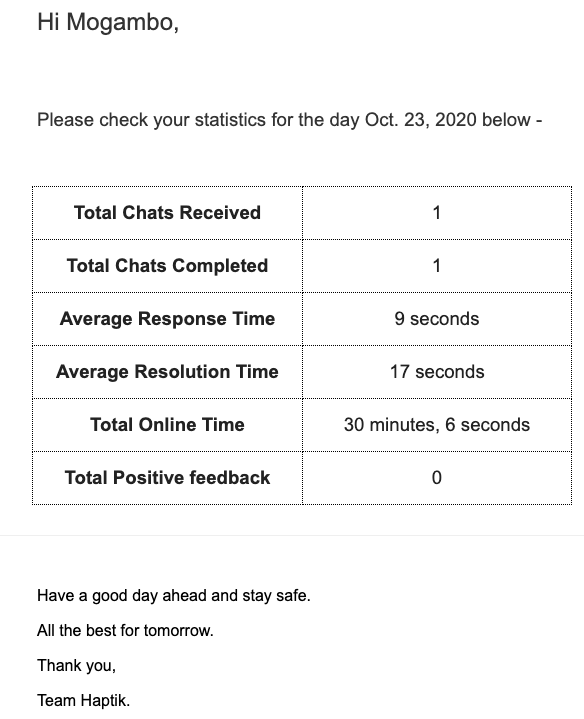 Hi Mogambo,
Please check your statistics for the day Oct. 23, 2020 below -
Total Chats Received 1
Total Chats Completed 1
Average Response Time 9 seconds
Average Resolution Time 17 seconds
Total Online Time 30 minutes, 6 seconds
Total Positive feedback 0
Have a good day ahead and stay safe.
All the best for tomorrow.
Thank you,
Team Haptik.